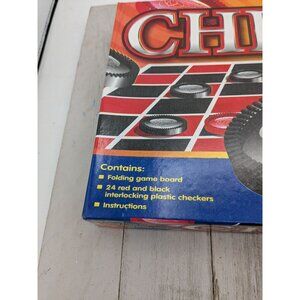 CHE
Contains:
Folding game board
24 red and black
interlocking plastic checkers
Instructions